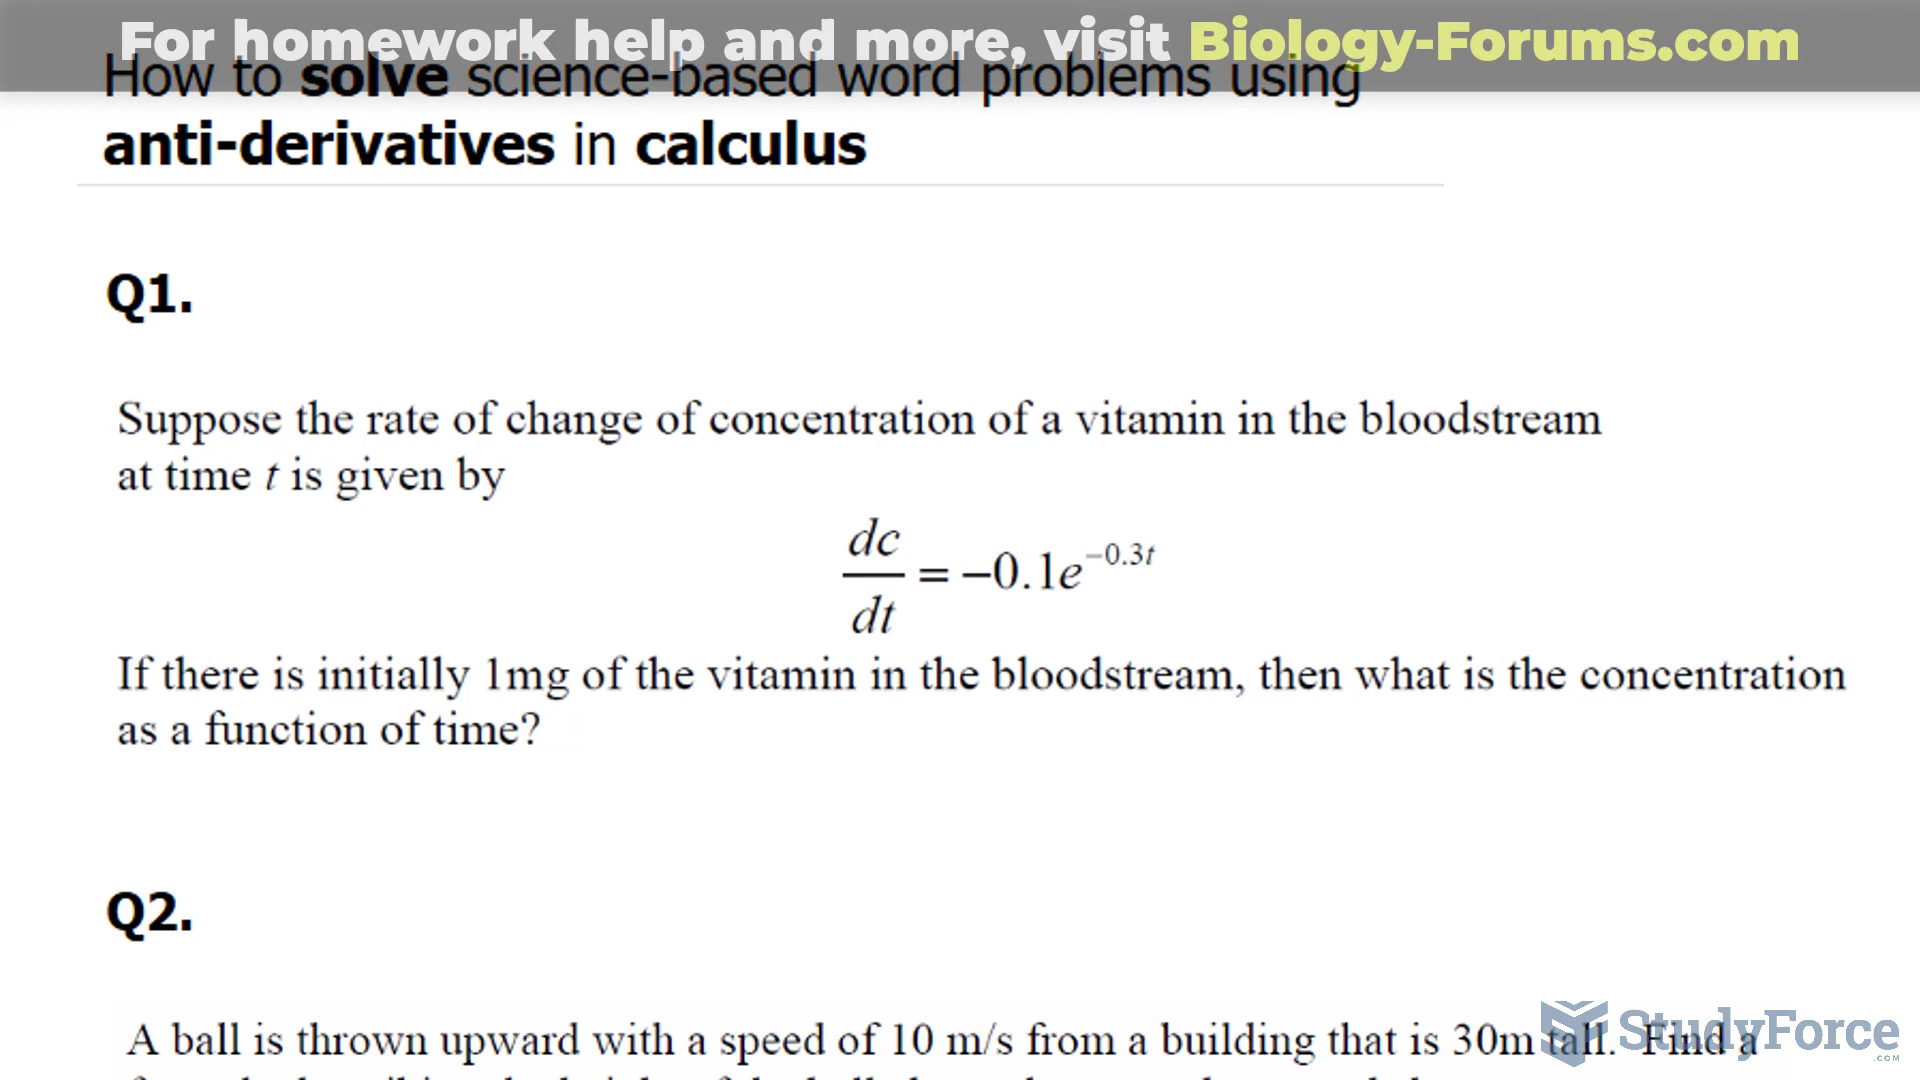 For homework help and more, visit Biology-Forums.com
How to solve science-based word problems using
anti-derivatives in calculus
Q1.
Suppose the rate of change of concentration of a vitamin in the bloodstream
at time t is given by
dc/dt = −0.1e^{−0.3t}
If there is initially 1mg of the vitamin in the bloodstream, then what is the concentration
as a function of time?
Q2.
A ball is thrown upward with a speed of 10 m/s from a building that is 30m tall. Find a
StudyForce
.COM